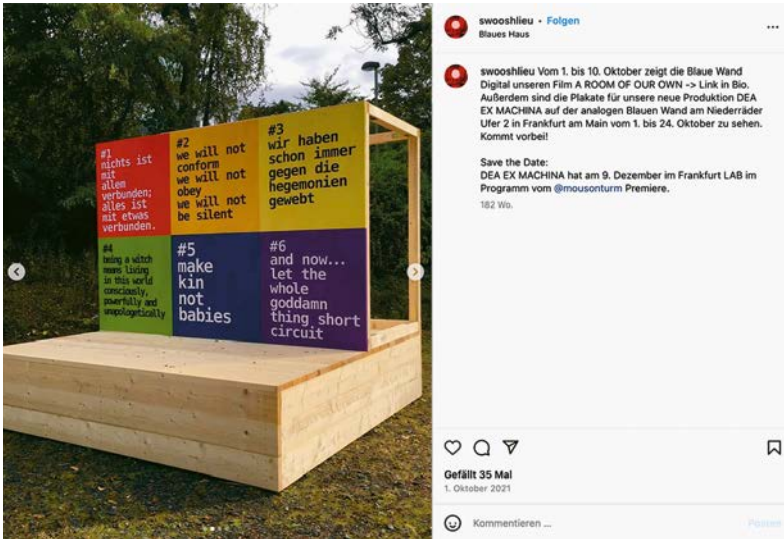 #1
nichts ist
mit
allem
verbunden;
alles ist
mit etwas
verbunden.
#2
we will not
conform
we will not
obey
we will not
be silent
#3
wir haben
schon immer
gegen die
hegemonien
gewebt
#4
being a witch
means living
in this world
consciously,
powerfully and
unapologetically
#5
make
kin
not
babies
#6
and now...
let the
whole
goddamn
thing short
circuit
swooshlieu • Folgen
Blaues Haus
swooshlieu Vom 1. bis 10. Oktober zeigt die Blaue Wand
Digital unseren Film A ROOM OF OUR OWN -> Link in Bio.
Außerdem sind die Plakate für unsere neue Produktion DEA
EX MACHINA auf der analogen Blauen Wand am Niederräder
Ufer 2 in Frankfurt am Main vom 1. bis 24. Oktober zu sehen.
Kommt vorbei!
Save the Date:
DEA EX MACHINA hat am 9. Dezember im Frankfurt LAB im
Programm vom @mousonturm Premiere.
182 Wo.
Gefällt 35 Mal
1. Oktober 2021
Kommentieren ...
Posten